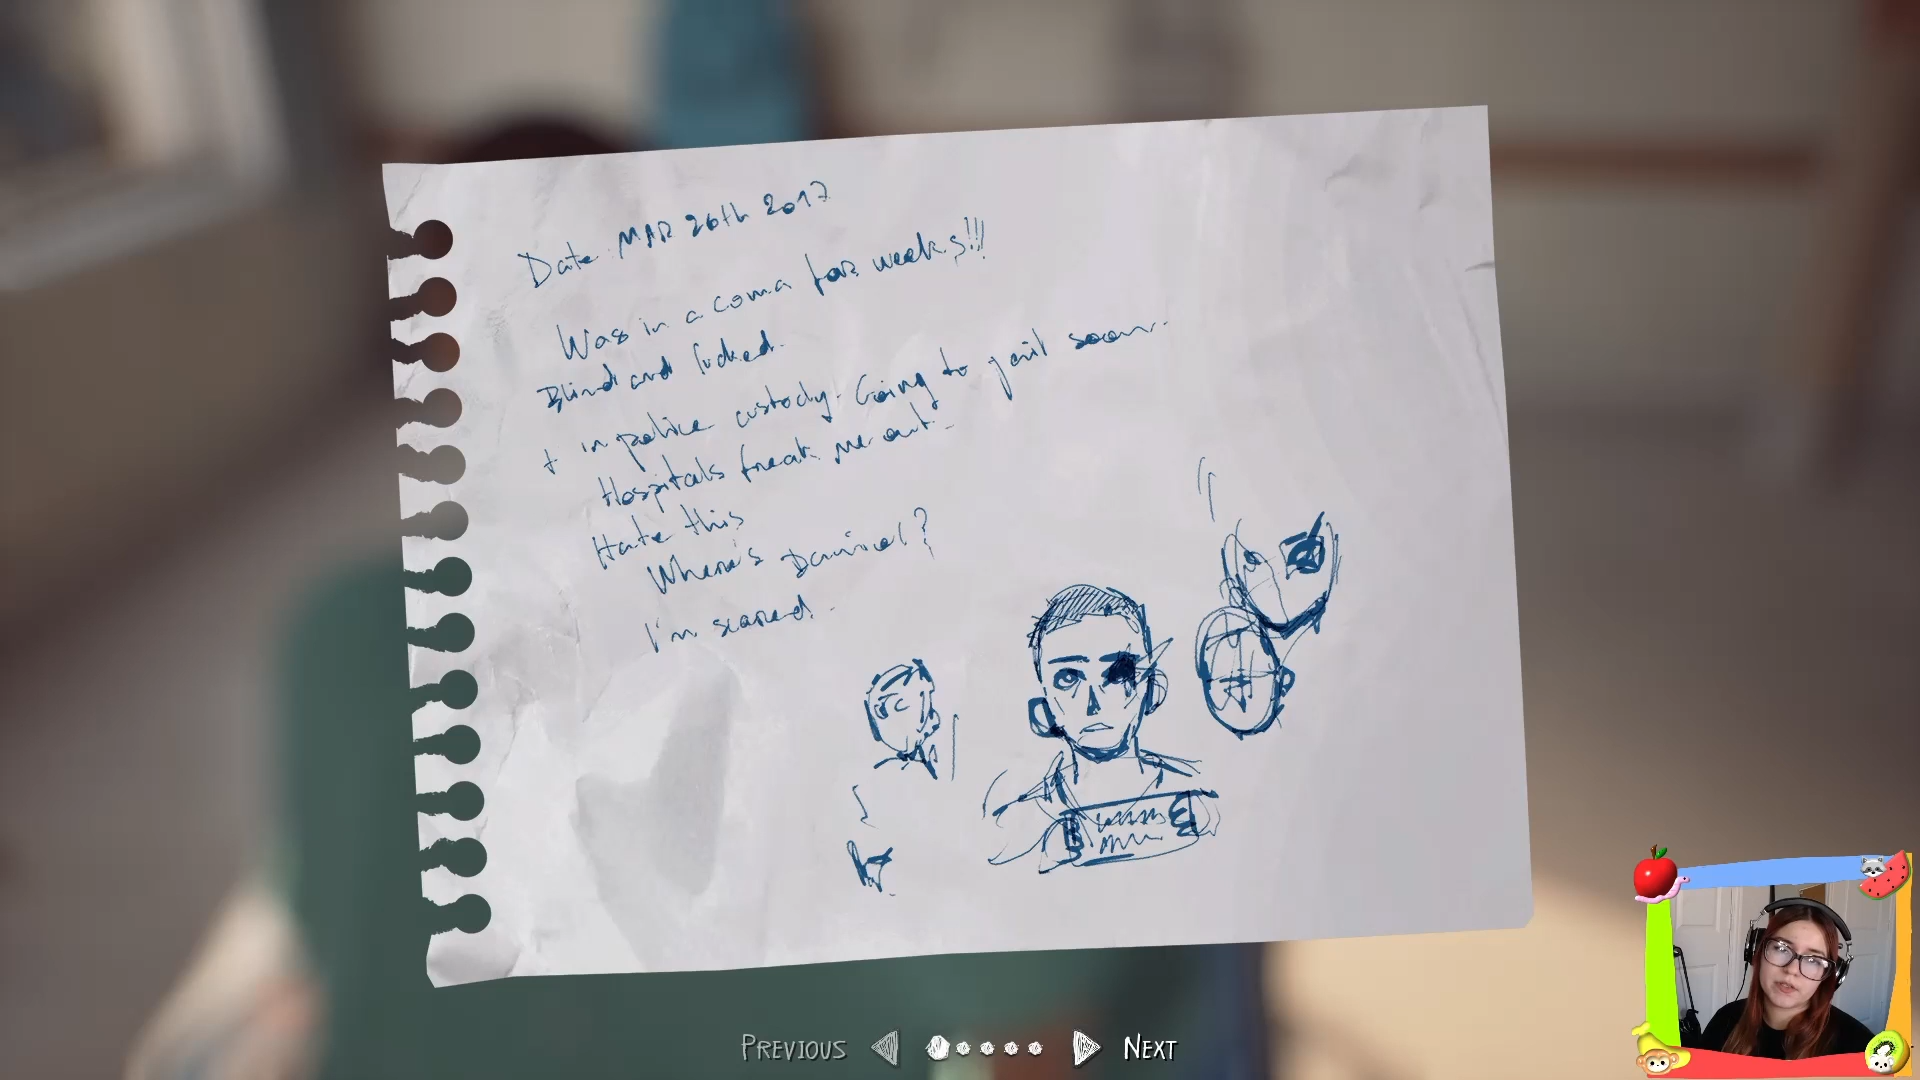 Date MAR 26th 2017
Was in a coma for weeks!!!
Blind and fucked.
+ in police custody. Going to jail soon.
Hospitals freak me out.
Hate this
Where's Daniel?
I'm scared.
PREVIOUS NEXT